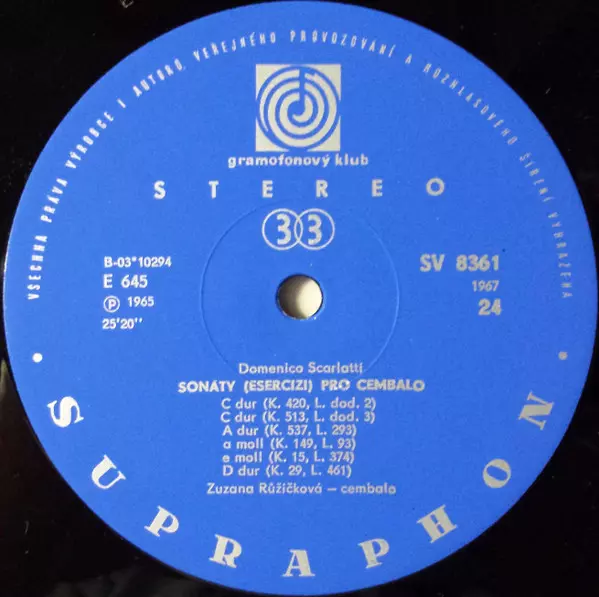 VŠECHNA PRÁVA VÝROBCE I AUTORŮ, VEŘEJNÉHO PROVOZOVÁNÍ A ROZHLASOVÉHO ŠÍŘENÍ VYHRAŽENA
gramofonový klub
STEREO
33
B-03*10294
E 645
Ⓟ 1965
25'20''
SV 8361
1967
24
Domenico Scarlatti
SONÁTY (ESERCIZI) PRO CEMBALO
C dur (K. 420, L. dod. 2)
C dur (K. 513, L. dod. 3)
A dur (K. 537, L. 293)
a moll (K. 149, L. 93)
e moll (K. 15, L. 374)
D dur (K. 29, L. 461)
Zuzana Růžičková – cembalo
• SUPRAPHON •